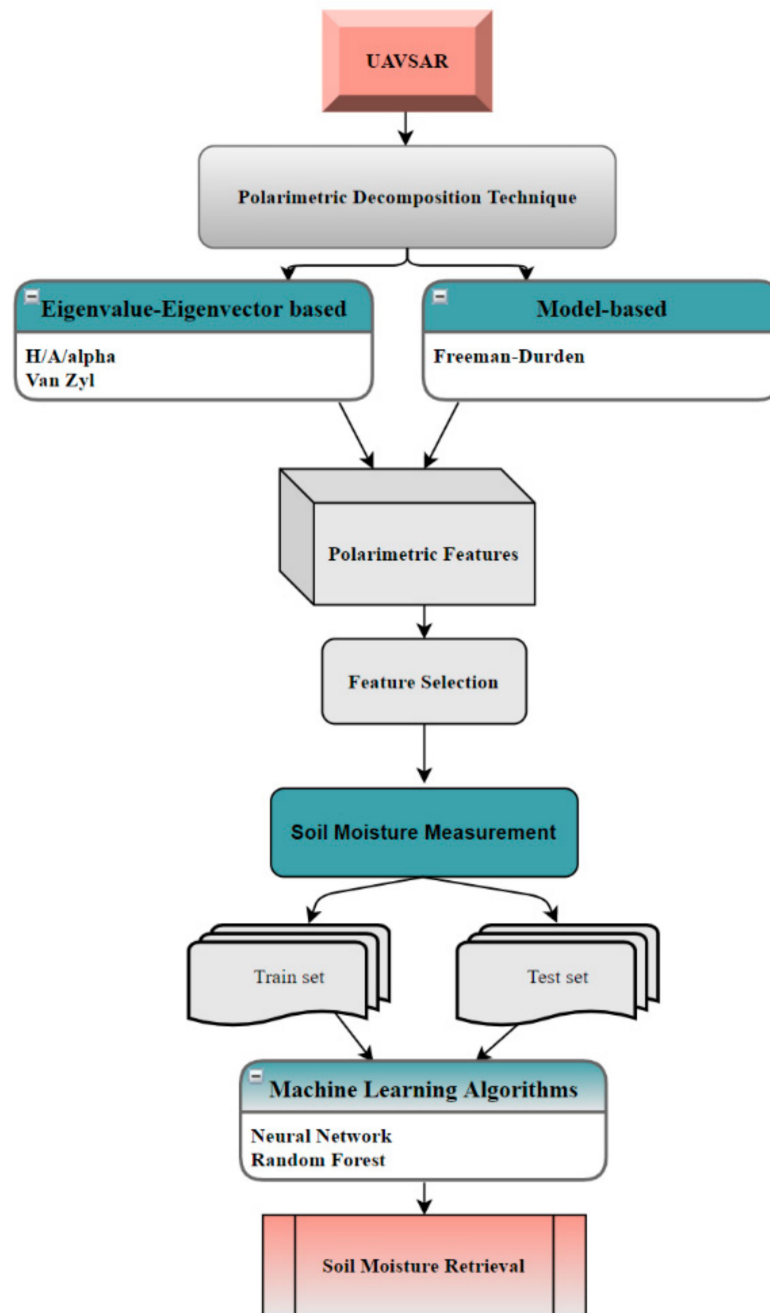 UAVSAR
Polarimetric Decomposition Technique
Eigenvalue-Eigenvector based
H/A/alpha
Van Zyl
Model-based
Freeman-Durden
Polarimetric Features
Feature Selection
Soil Moisture Measurement
Train set
Test set
Machine Learning Algorithms
Neural Network
Random Forest
Soil Moisture Retrieval